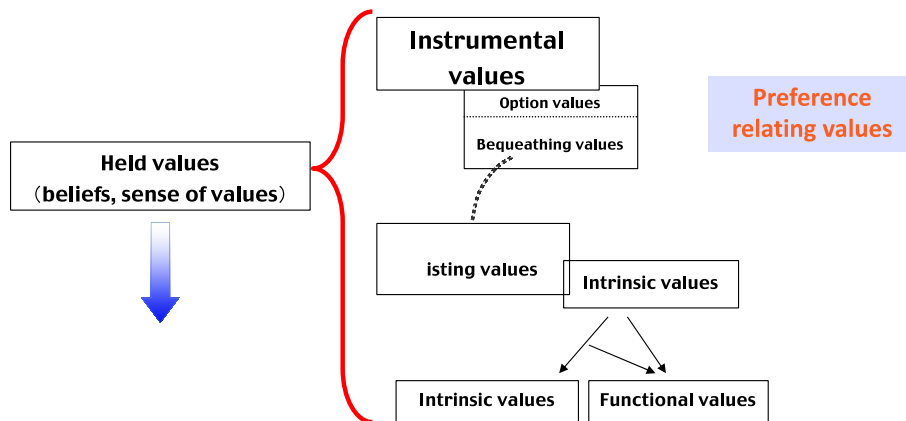 Instrumental
values
Option values
Bequeathing values
Preference
relating values
Held values
（beliefs, sense of values）
isting values
Intrinsic values
Intrinsic values
Functional values